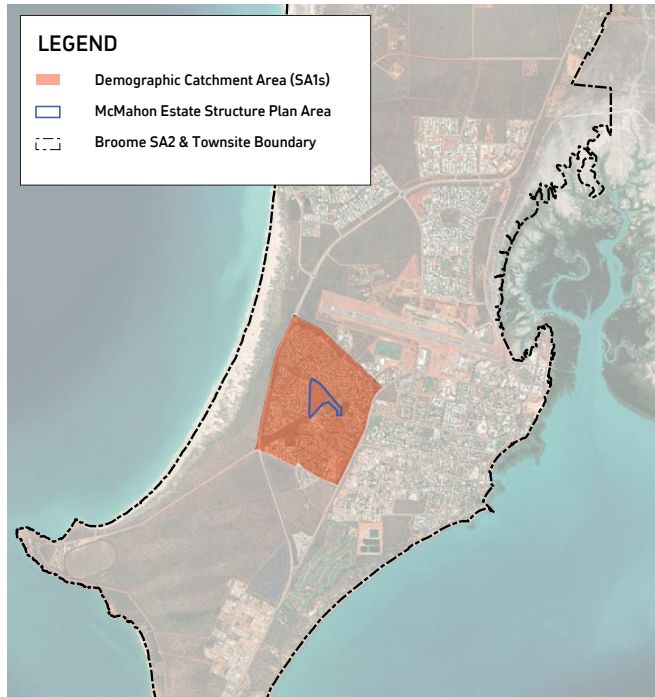 LEGEND
Demographic Catchment Area (SA1s)
McMahon Estate Structure Plan Area
Broome SA2 & Townsite Boundary